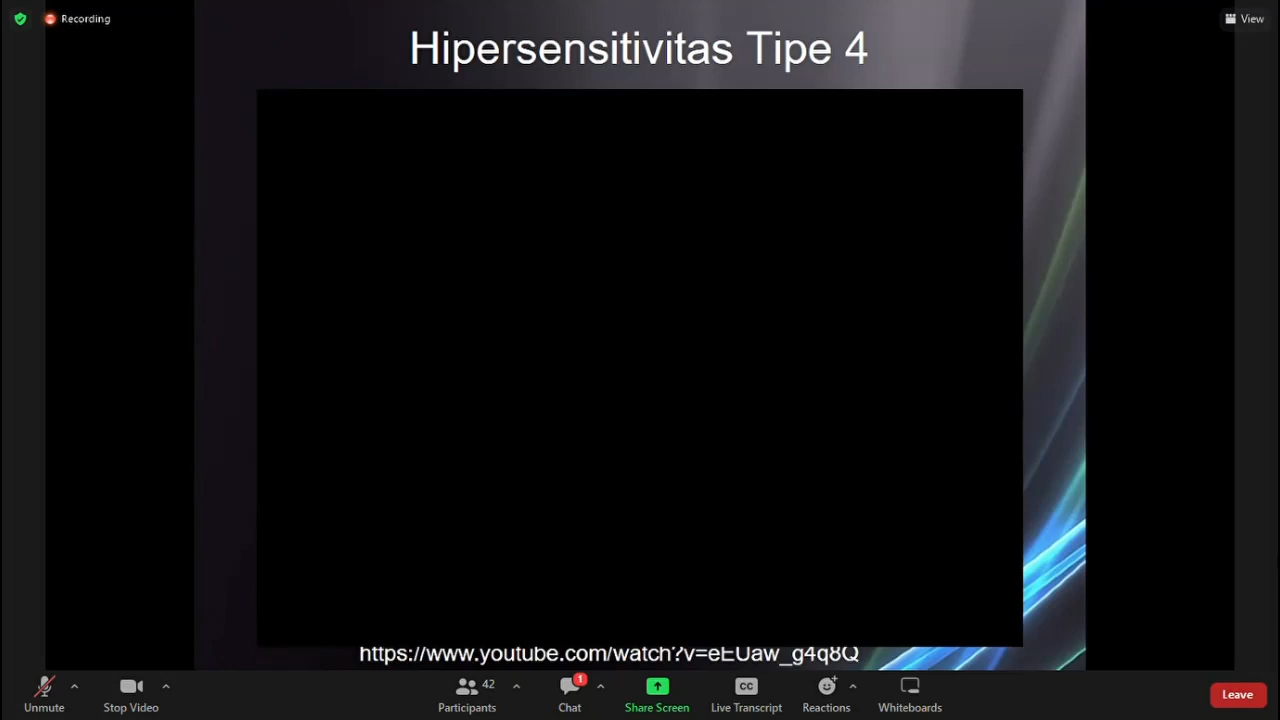 Recording
View
Hipersensitivitas Tipe 4
https://www.youtube.com/watch?v=eEUaw_g4q8Q
Unmute
Stop Video
Participants
42
Chat
1
Share Screen
CC
Live Transcript
Reactions
Whiteboards
Leave